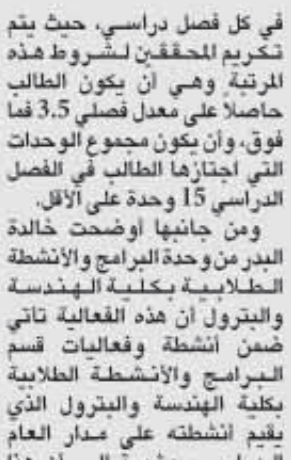 في كل فصل دراسي، حيث يتم
تكريم المحققين لشروط هذه
المرتبة وهي أن يكون الطالب
حاصلاً على معدل فصلي 3.5 فما
فوق، وأن يكون مجموع الوحدات
التي اجتازها الطالب في الفصل
الدراسي 15 وحدة على الأقل.
ومن جانبها أوضحت خالدة
البدر من وحدة البرامج والأنشطة
الطلابية بكلية الهندسة
والبترول أن هذه الفعالية تأتي
ضمن أنشطة وفعاليات قسم
البرامج والأنشطة الطلابية
بكلية الهندسة والبترول الذي
يقيم أنشطته على مدار العام